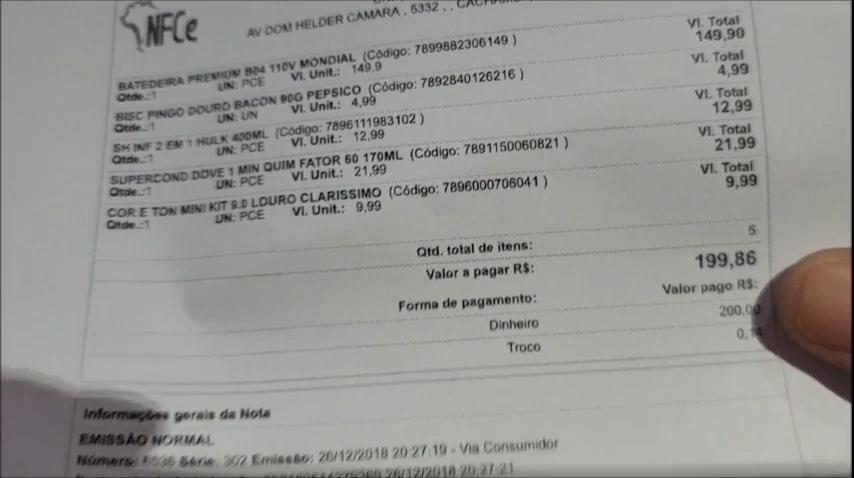 NFCe
AV DOM HELDER CAMARA , 5332 , ,
Vl. Total
BATEDEIRA PREMIUM B04 110V MONDIAL (Código: 7899882306149 ) 149,90
Qtde.:1 UN: PCE Vl. Unit.: 149,9 Vl. Total
BISC PINGO DOURO BACON 90G PEPSICO (Código: 7892840126216 ) 4,99
Qtde.:1 UN: UN Vl. Unit.: 4,99 Vl. Total
SH INF 2 EM 1 HULK 400ML (Código: 7896111983102 ) 12,99
Qtde.:1 UN: PCE Vl. Unit.: 12,99 Vl. Total
SUPERCOND DOVE 1 MIN QUIM FATOR 60 170ML (Código: 7891150060821 ) 21,99
Qtde.:1 UN: PCE Vl. Unit.: 21,99 Vl. Total
COR E TON MINI KIT 9.0 LOURO CLARISSIMO (Código: 7896000706041 ) 9,99
Qtde.:1 UN: PCE Vl. Unit.: 9,99
Qtd. total de itens: 5
Valor a pagar R$: 199,86
Forma de pagamento: Valor pago R$:
Dinheiro 200,00
Troco
Informações gerais da Nota
EMISSÃO NORMAL
Número: Série: 302 Emissão: 26/12/2018 20:27:19 - Via Consumidor
26/12/2018 20:27:21